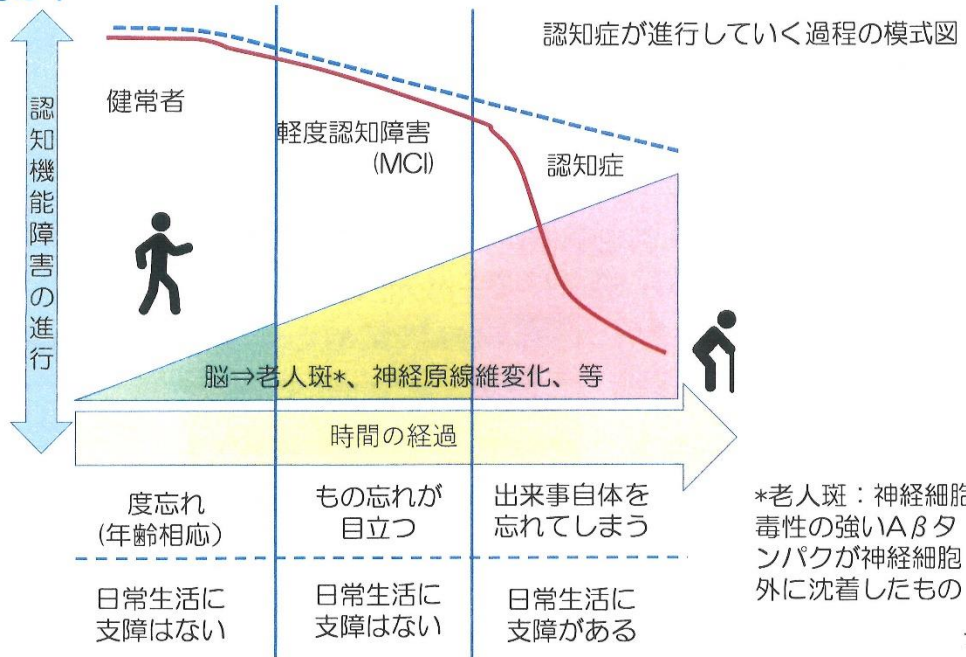 認知症が進行していく過程の模式図
認知機能障害の進行
健常者
軽度認知障害
(MCI)
認知症
脳⇒老人斑*、神経原線維変化、等
時間の経過
度忘れ
(年齢相応)
もの忘れが
目立つ
出来事自体を
忘れてしまう
日常生活に
支障はない
日常生活に
支障はない
日常生活に
支障がある
*老人斑：神経細胞
毒性の強いAβタ
ンパクが神経細胞
外に沈着したもの